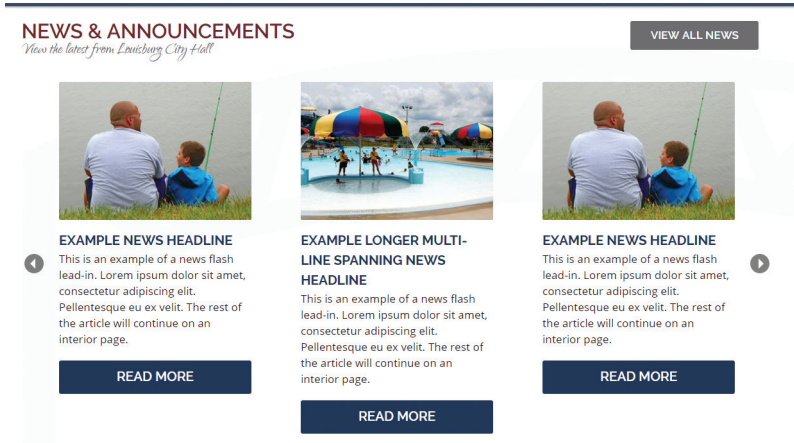 NEWS & ANNOUNCEMENTS
View the latest from Louisburg City Hall
VIEW ALL NEWS
EXAMPLE NEWS HEADLINE
This is an example of a news flash
lead-in. Lorem ipsum dolor sit amet,
consectetur adipiscing elit.
Pellentesque eu ex velit. The rest of
the article will continue on an
interior page.
READ MORE
EXAMPLE LONGER MULTI-
LINE SPANNING NEWS
HEADLINE
This is an example of a news flash
lead-in. Lorem ipsum dolor sit amet,
consectetur adipiscing elit.
Pellentesque eu ex velit. The rest of
the article will continue on an
interior page.
READ MORE
EXAMPLE NEWS HEADLINE
This is an example of a news flash
lead-in. Lorem ipsum dolor sit amet,
consectetur adipiscing elit.
Pellentesque eu ex velit. The rest of
the article will continue on an
interior page.
READ MORE